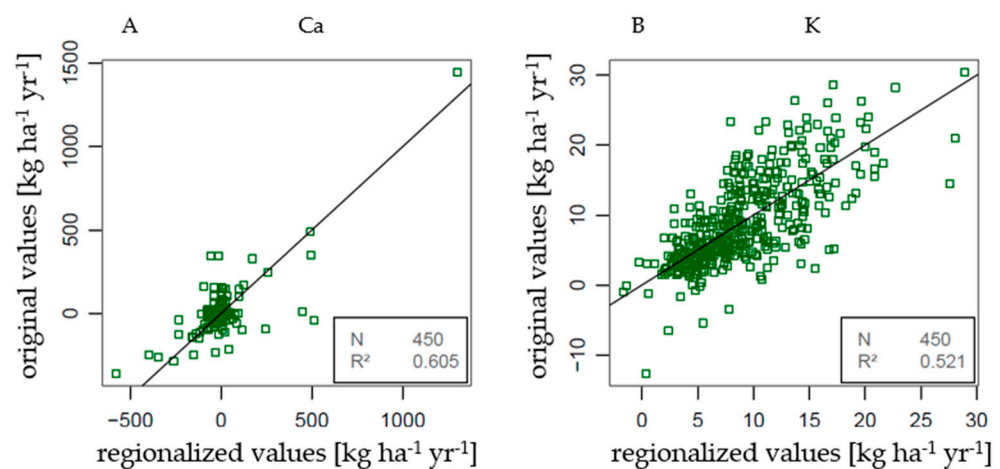 A Ca
original values [kg ha⁻¹ yr⁻¹]
1500
1000
500
0
N 450
R² 0.605
−500 0 500 1000
regionalized values [kg ha⁻¹ yr⁻¹]
B K
original values [kg ha⁻¹ yr⁻¹]
30
20
10
0
−10
N 450
R² 0.521
0 5 10 15 20 25 30
regionalized values [kg ha⁻¹ yr⁻¹]